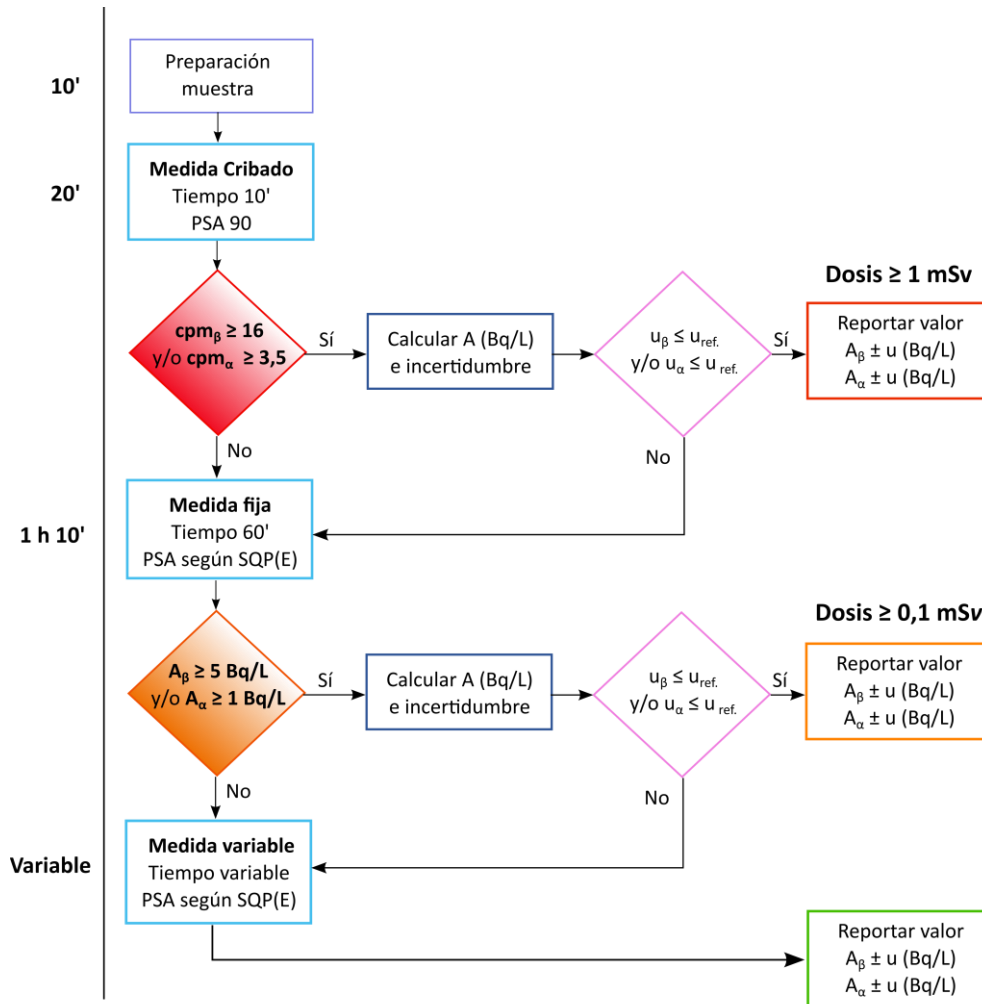 Preparación
muestra
10'
Medida Cribado
Tiempo 10'
PSA 90
20'
cpmβ ≥ 16
y/o cpmα ≥ 3,5
Sí
No
Calcular A (Bq/L)
e incertidumbre
uβ ≤ uref.
y/o uα ≤ u ref.
Sí
No
Dosis ≥ 1 mSv
Reportar valor
Aβ ± u (Bq/L)
Aα ± u (Bq/L)
1 h 10'
Medida fija
Tiempo 60'
PSA según SQP(E)
Aβ ≥ 5 Bq/L
y/o Aα ≥ 1 Bq/L
Sí
No
Calcular A (Bq/L)
e incertidumbre
uβ ≤ uref.
y/o uα ≤ u ref.
Sí
No
Dosis ≥ 0,1 mSv
Reportar valor
Aβ ± u (Bq/L)
Aα ± u (Bq/L)
Variable
Medida variable
Tiempo variable
PSA según SQP(E)
Reportar valor
Aβ ± u (Bq/L)
Aα ± u (Bq/L)